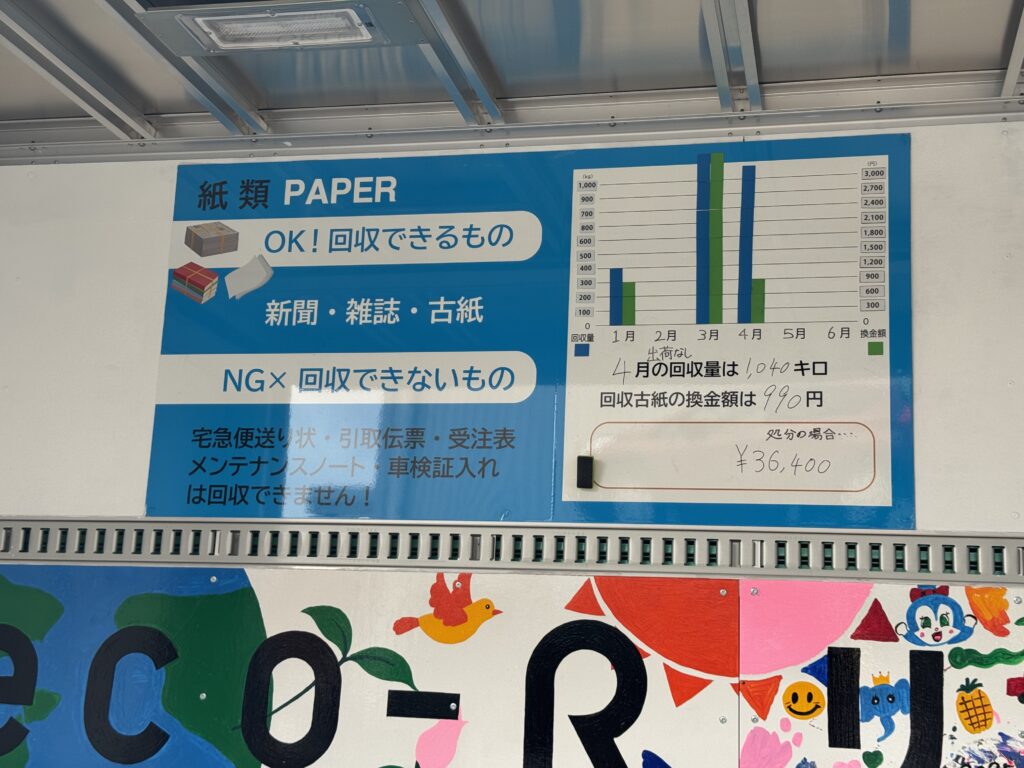 紙類 PAPER
OK！回収できるもの
新聞・雑誌・古紙
NG× 回収できないもの
宅急便送り状・引取伝票・受注表
メンテナンスノート・車検証入れ
は回収できません！
(kg)
1,000
900
700
800
600
500
400
300
200
100
0
(円)
3,000
2,700
2,400
2,100
1,800
1,500
1,200
900
600
300
0
回収量
1月 2月 3月 4月 5月 6月
換金額
出荷なし
4月の回収量は 1,040 キロ
回収古紙の換金額は 990 円
処分の場合…
¥36,400
eco-Rリ